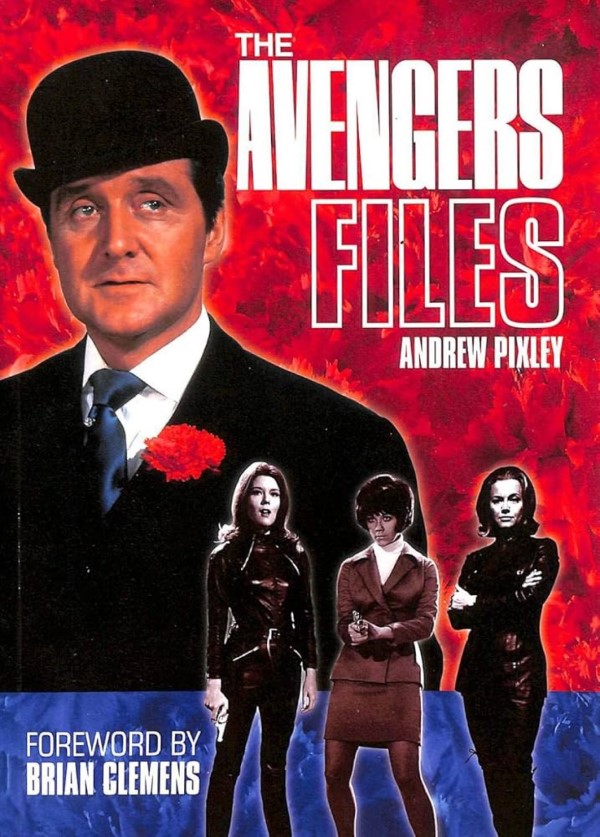 THE
AVENGERS
FILES
ANDREW PIXLEY
FOREWORD BY
BRIAN CLEMENS